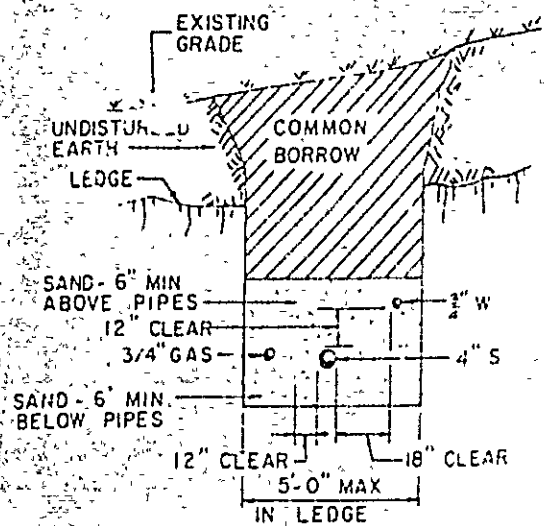 EXISTING
GRADE
UNDISTURBED
EARTH
COMMON
BORROW
LEDGE
SAND - 6" MIN
ABOVE PIPES
3/4" W
12" CLEAR
3/4" GAS
4" S
SAND - 6" MIN
BELOW PIPES
12" CLEAR
18" CLEAR
5'-0" MAX
IN LEDGE